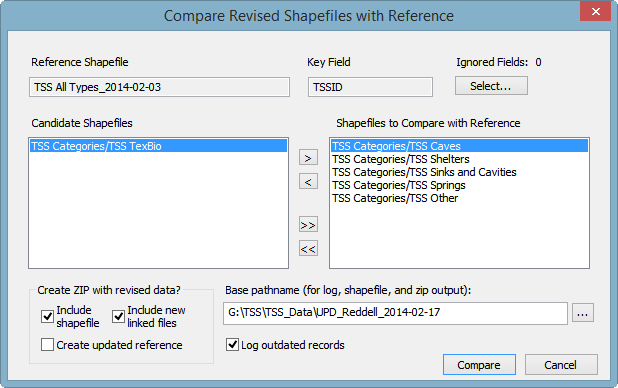 Compare Revised Shapefiles with Reference
Reference Shapefile
Key Field
Ignored Fields: 0
TSS All Types_2014-02-03
TSSID
Select...
Candidate Shapefiles
Shapefiles to Compare with Reference
TSS Categories/TSS TexBio
>
<
>>
<<
TSS Categories/TSS Caves
TSS Categories/TSS Shelters
TSS Categories/TSS Sinks and Cavities
TSS Categories/TSS Springs
TSS Categories/TSS Other
Create ZIP with revised data?
Include shapefile
Include new linked files
Create updated reference
Base pathname (for log, shapefile, and zip output):
G:\TSS\TSS_Data\UPD_Reddell_2014-02-17
...
Log outdated records
Compare
Cancel